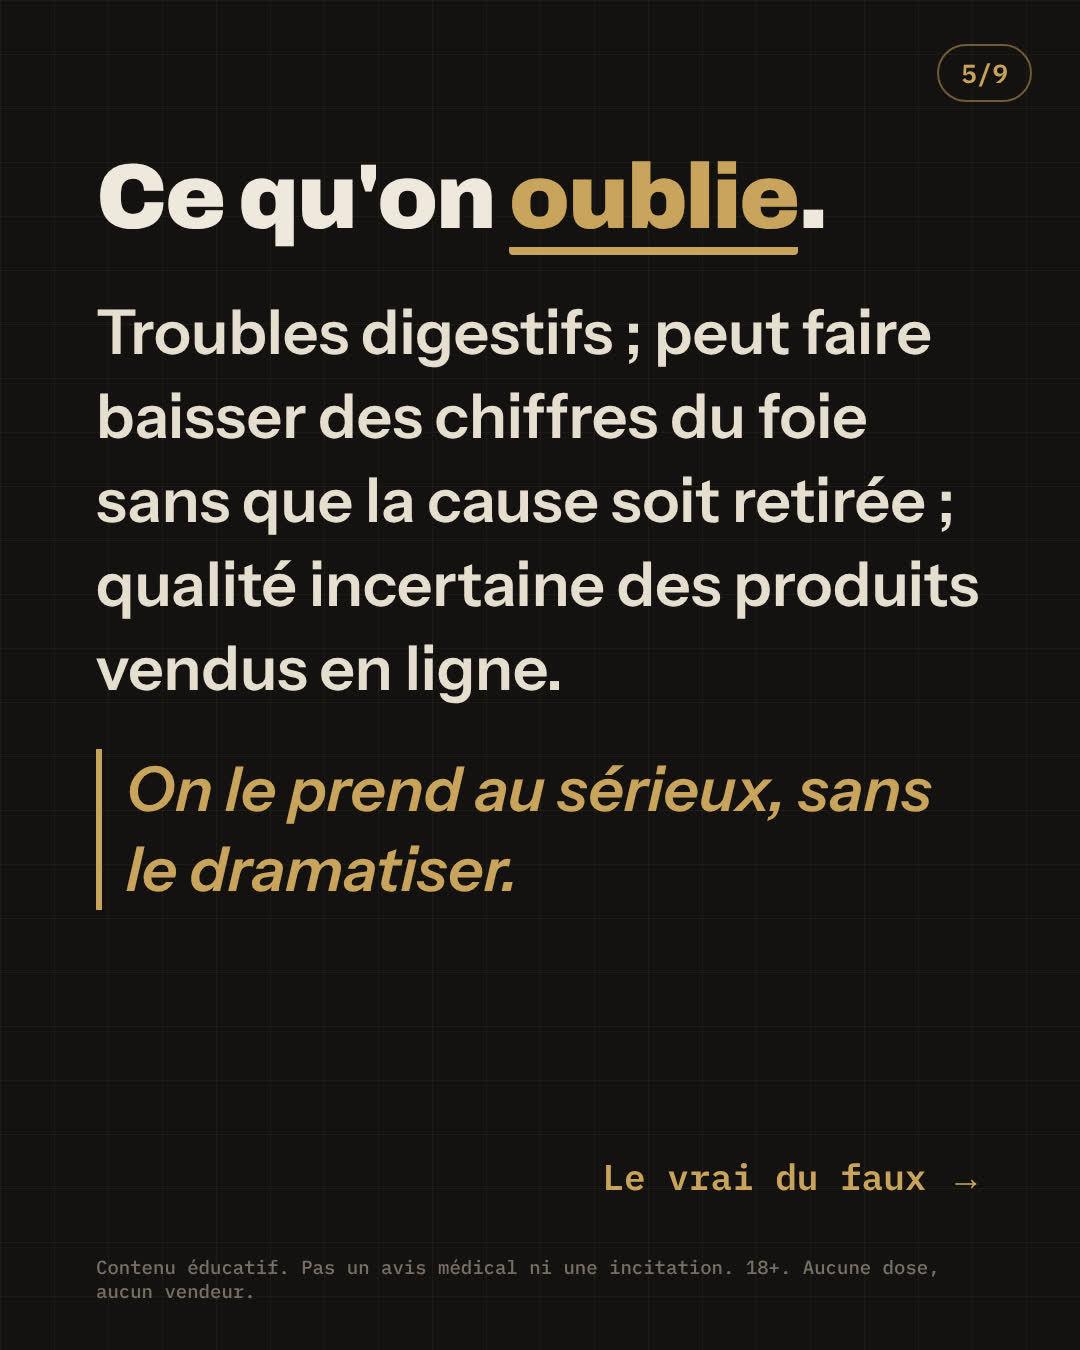 5/9
Ce qu'on oublie.
Troubles digestifs ; peut faire
baisser des chiffres du foie
sans que la cause soit retirée ;
qualité incertaine des produits
vendus en ligne.
On le prend au sérieux, sans
le dramatiser.
Le vrai du faux →
Contenu éducatif. Pas un avis médical ni une incitation. 18+. Aucune dose,
aucun vendeur.